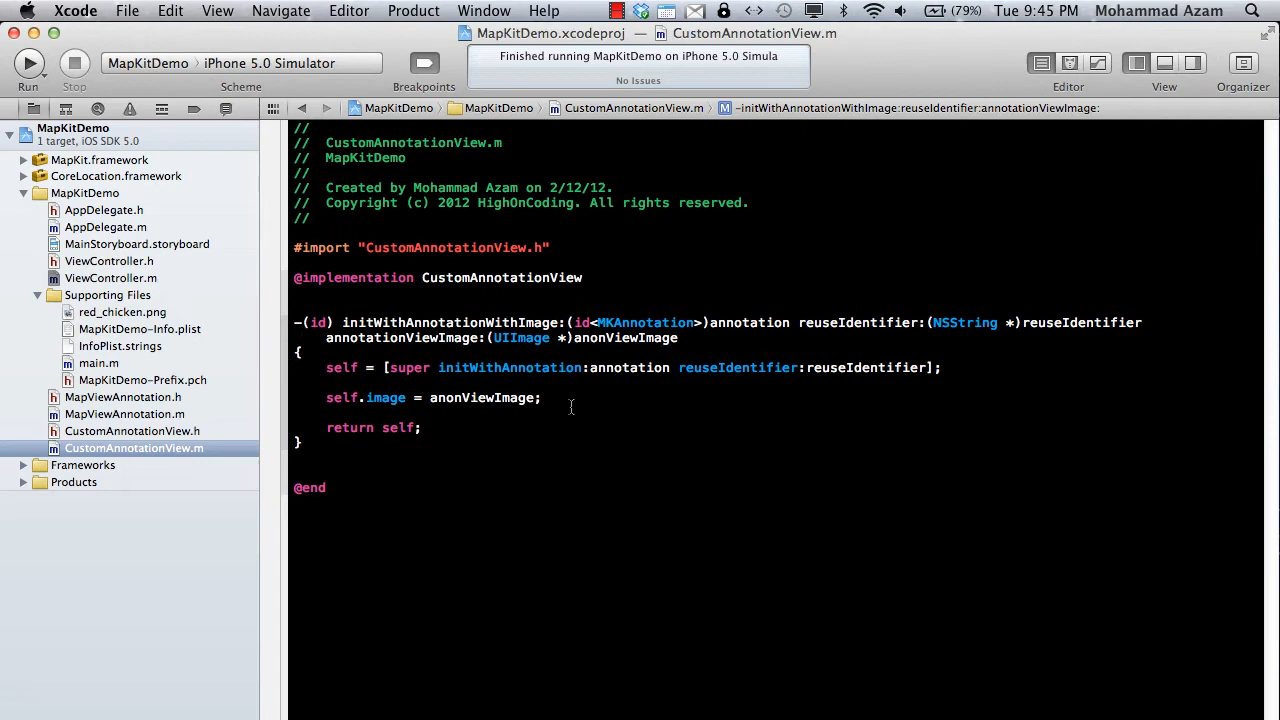 Xcode File Edit View Navigate Editor Product Window Help (79%) Tue 9:45 PM Mohammad Azam
MapKitDemo.xcodeproj — CustomAnnotationView.m
MapKitDemo iPhone 5.0 Simulator
Finished running MapKitDemo on iPhone 5.0 Simula
No Issues
Run Stop Scheme Breakpoints Editor View Organizer
MapKitDemo MapKitDemo CustomAnnotationView.m M -initWithAnnotationWithImage:reuseIdentifier:annotationViewImage:
MapKitDemo
1 target, iOS SDK 5.0
MapKit.framework
CoreLocation.framework
MapKitDemo
h AppDelegate.h
m AppDelegate.m
MainStoryboard.storyboard
h ViewController.h
m ViewController.m
Supporting Files
red_chicken.png
MapKitDemo-Info.plist
InfoPlist.strings
m main.m
h MapKitDemo-Prefix.pch
h MapViewAnnotation.h
m MapViewAnnotation.m
h CustomAnnotationView.h
m CustomAnnotationView.m
Frameworks
Products
//
// CustomAnnotationView.m
// MapKitDemo
//
// Created by Mohammad Azam on 2/12/12.
// Copyright (c) 2012 HighOnCoding. All rights reserved.
//
#import "CustomAnnotationView.h"
@implementation CustomAnnotationView
-(id) initWithAnnotationWithImage:(id<MKAnnotation>)annotation reuseIdentifier:(NSString *)reuseIdentifier
annotationViewImage:(UIImage *)anonViewImage
{
self = [super initWithAnnotation:annotation reuseIdentifier:reuseIdentifier];
self.image = anonViewImage;
return self;
}
@end